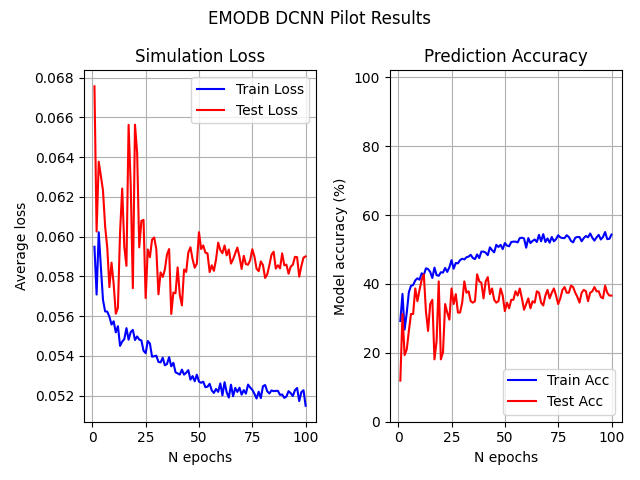 EMODB DCNN Pilot Results
Simulation Loss
Prediction Accuracy
Average loss
0.068
0.066
0.064
0.062
0.060
0.058
0.056
0.054
0.052
Train Loss
Test Loss
0
25
50
75
100
N epochs
Model accuracy (%)
100
80
60
40
20
0
Train Acc
Test Acc
0
25
50
75
100
N epochs